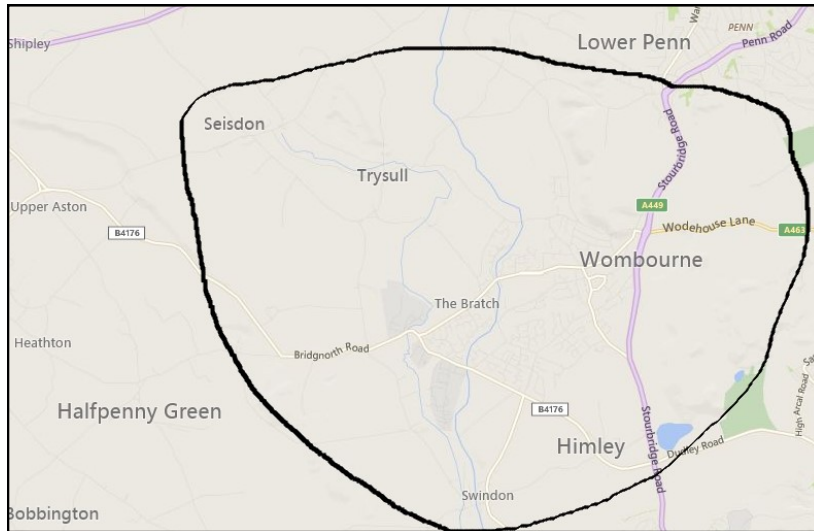 Shipley
Lower Penn
PENN
Penn Road
Stourbridge Road
Seisdon
Trysull
Upper Aston
B4176
A449
Wodehouse Lane
A463
Wombourne
The Bratch
Heathton
Bridgnorth Road
Halfpenny Green
B4176
Stourbridge Road
High Arcal Road
Himley
Dudley Road
Swindon
Bobbington